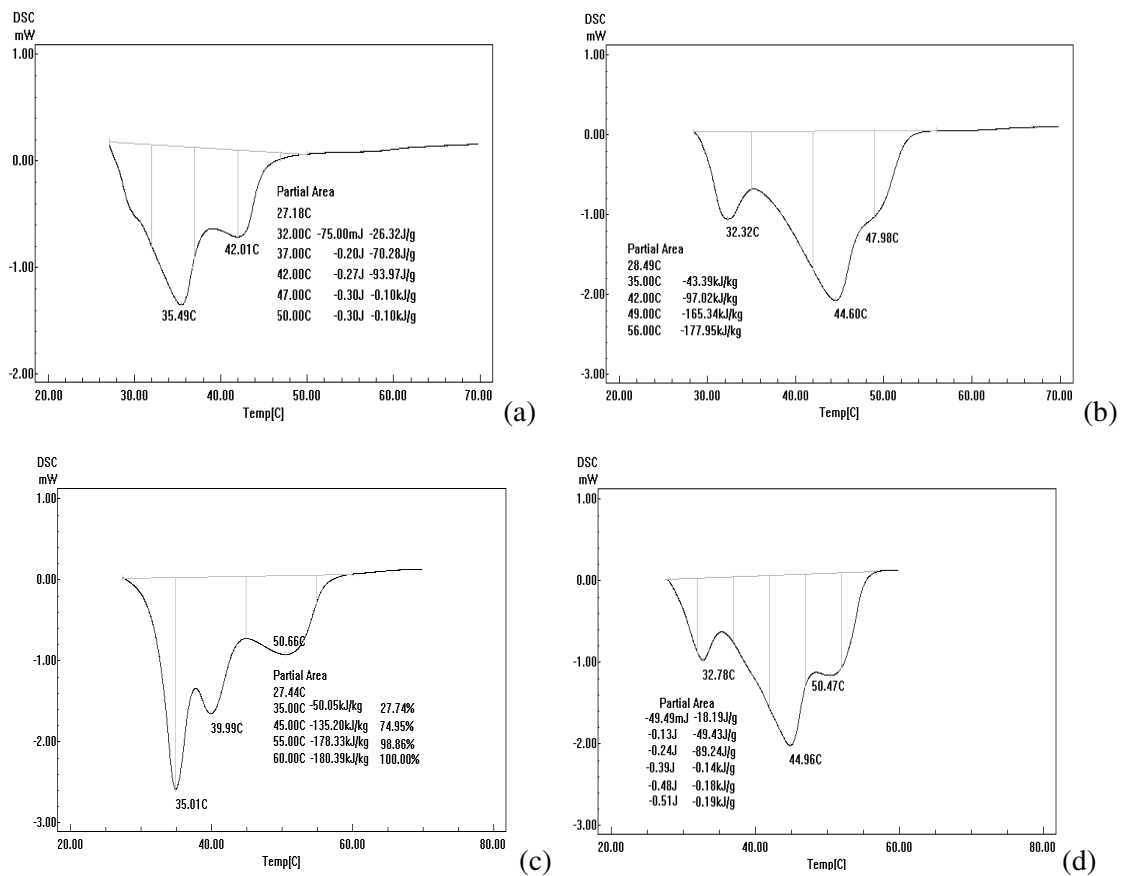 DSC
mW
1.00
0.00
-1.00
-2.00
20.00 30.00 40.00 50.00 60.00 70.00
Temp[C]
35.49C
42.01C
Partial Area
27.18C
32.00C -75.00mJ -26.32J/g
37.00C -0.20J -70.28J/g
42.00C -0.27J -93.97J/g
47.00C -0.30J -0.10kJ/g
50.00C -0.30J -0.10kJ/g
(a)
DSC
mW
1.00
0.00
-1.00
-2.00
-3.00
20.00 30.00 40.00 50.00 60.00 70.00
Temp[C]
32.32C
47.98C
44.60C
Partial Area
28.49C
35.00C -43.39kJ/kg
42.00C -97.02kJ/kg
49.00C -165.34kJ/kg
56.00C -177.95kJ/kg
(b)
DSC
mW
1.00
0.00
-1.00
-2.00
-3.00
20.00 40.00 60.00 80.00
Temp[C]
35.01C
39.99C
50.66C
Partial Area
27.44C
35.00C -50.05kJ/kg 27.74%
45.00C -135.20kJ/kg 74.95%
55.00C -178.33kJ/kg 98.86%
60.00C -180.39kJ/kg 100.00%
(c)
DSC
mW
1.00
0.00
-1.00
-2.00
-3.00
20.00 40.00 60.00 80.00
Temp[C]
32.78C
50.47C
44.96C
Partial Area
-49.49mJ -18.19J/g
-0.13J -49.43J/g
-0.24J -89.24J/g
-0.39J -0.14kJ/g
-0.48J -0.18kJ/g
-0.51J -0.19kJ/g
(d)